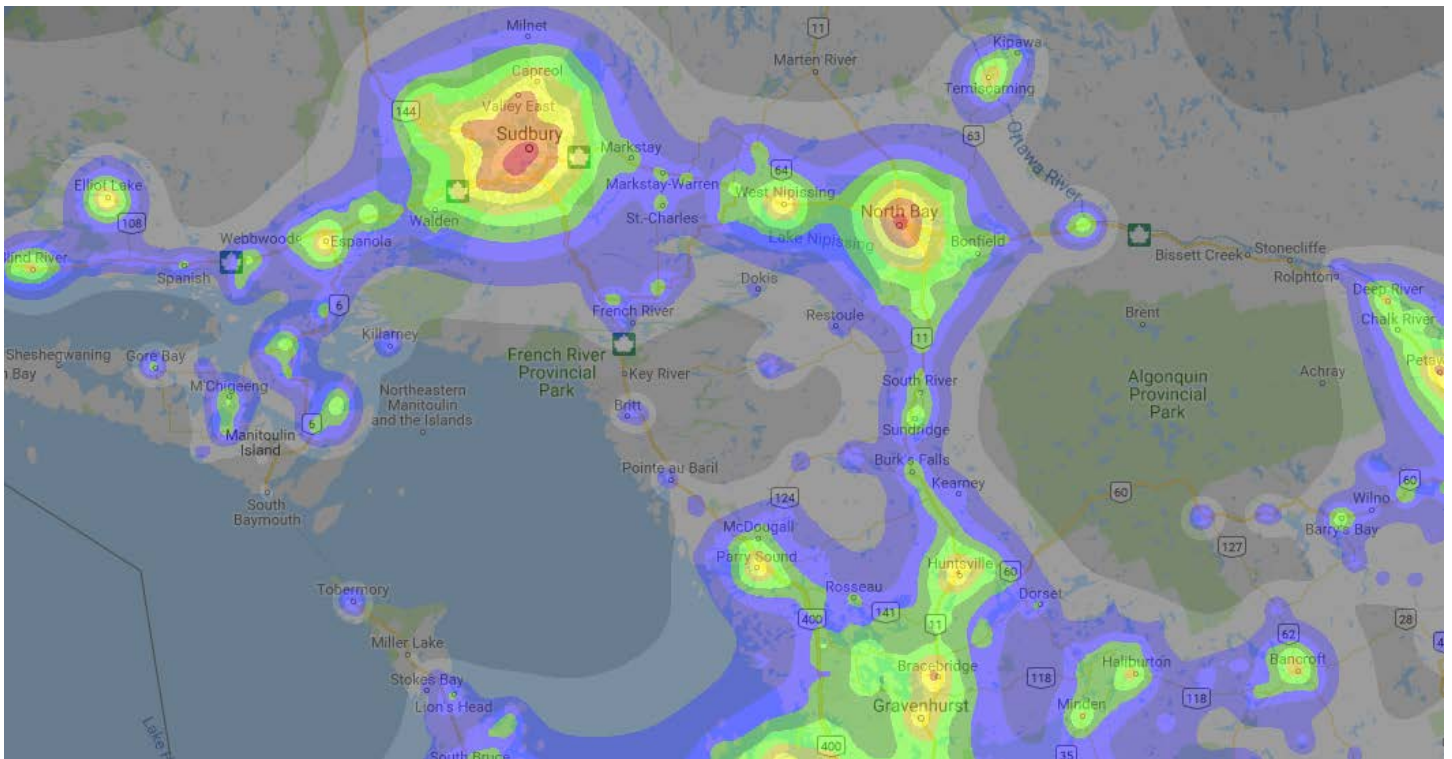 Milnet
11
Kipawa
Marten River
Capreol
Temiscaming
144
Valley East
Sudbury
63
Ottawa River
Markstay
64
Elliot Lake
Markstay-Warren
West Nipissing
108
Walden
St.-Charles
North Bay
Webbwood
Espanola
Lake Nipissing
Bonfield
Stonecliffe
Bissett Creek
Rolphton
Spanish
Dokis
Deep River
6
French River
Restoule
Brent
Chalk River
Killarney
11
Sheshegwaning
Gore Bay
French River
Provincial
Park
Key River
Achray
M'Chigeeng
Northeastern
Manitoulin
and the Islands
South River
Algonquin
Provincial
Park
Britt
6
Sundridge
Manitoulin
Island
Burk's Falls
Pointe au Baril
Kearney
60
60
South
Baymouth
124
Wilno
McDougall
Barry's Bay
127
Parry Sound
Huntsville
60
Tobermory
Rosseau
Dorset
400
141
28
11
62
Miller Lake
Bracebridge
Haliburton
Bancroft
Stokes Bay
118
118
Lion's Head
Gravenhurst
Minden
400
35
South Bruce